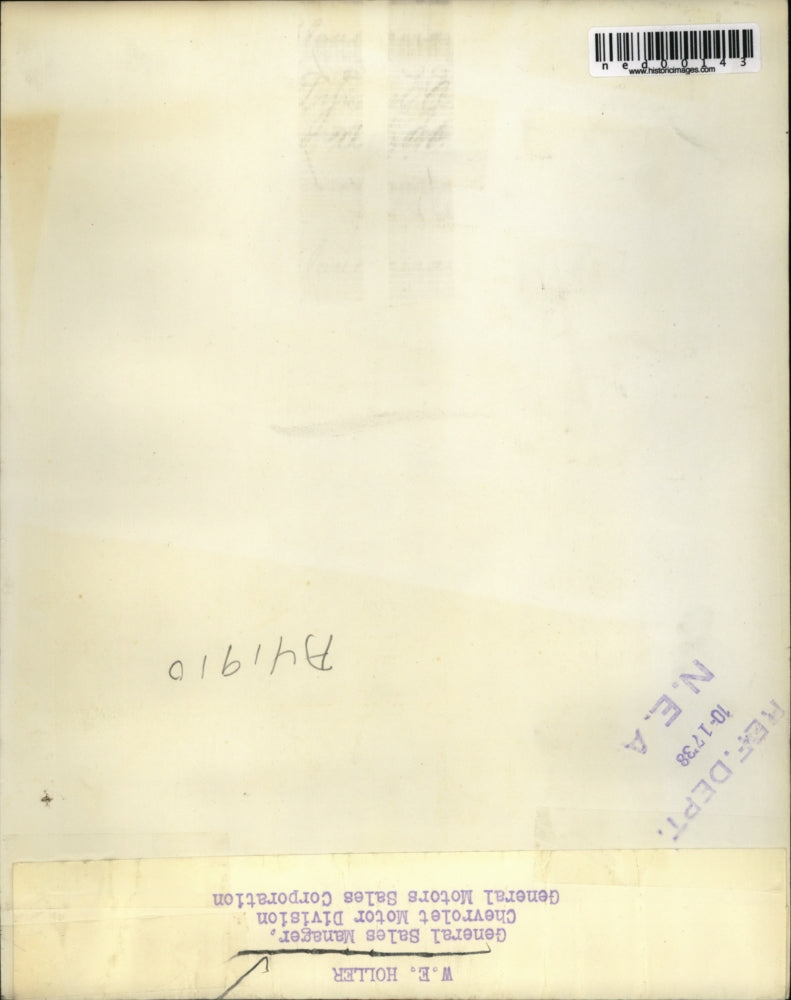 ned00143
www.historicimages.com
A41910
N.E.A
10-17'38
REF. DEPT.
W.E. HOLLER
General Sales Manager,
Chevrolet Motor Division
General Motors Sales Corporation